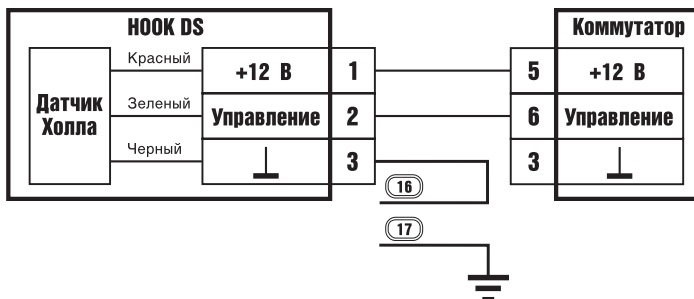 HOOK DS
Коммутатор
Датчик
Холла
Красный
+12 В
1
5
+12 В
Зеленый
Управление
2
6
Управление
Черный
3
3
16
17